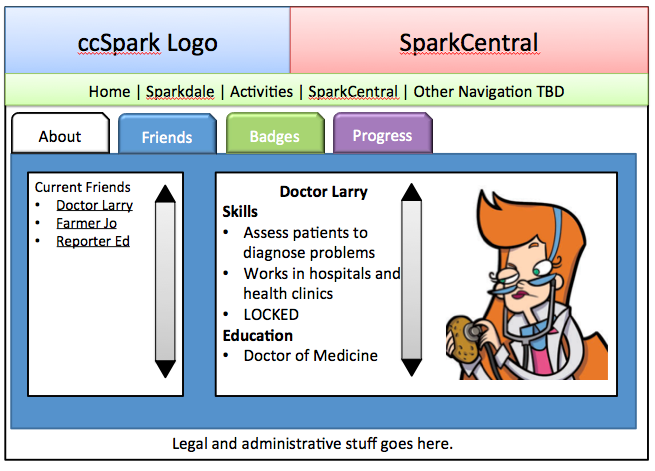 ccSpark Logo
SparkCentral
Home | Sparkdale | Activities | SparkCentral | Other Navigation TBD
About
Friends
Badges
Progress
Current Friends
• Doctor Larry
• Farmer Jo
• Reporter Ed
Doctor Larry
Skills
• Assess patients to
diagnose problems
• Works in hospitals and
health clinics
• LOCKED
Education
• Doctor of Medicine
Legal and administrative stuff goes here.